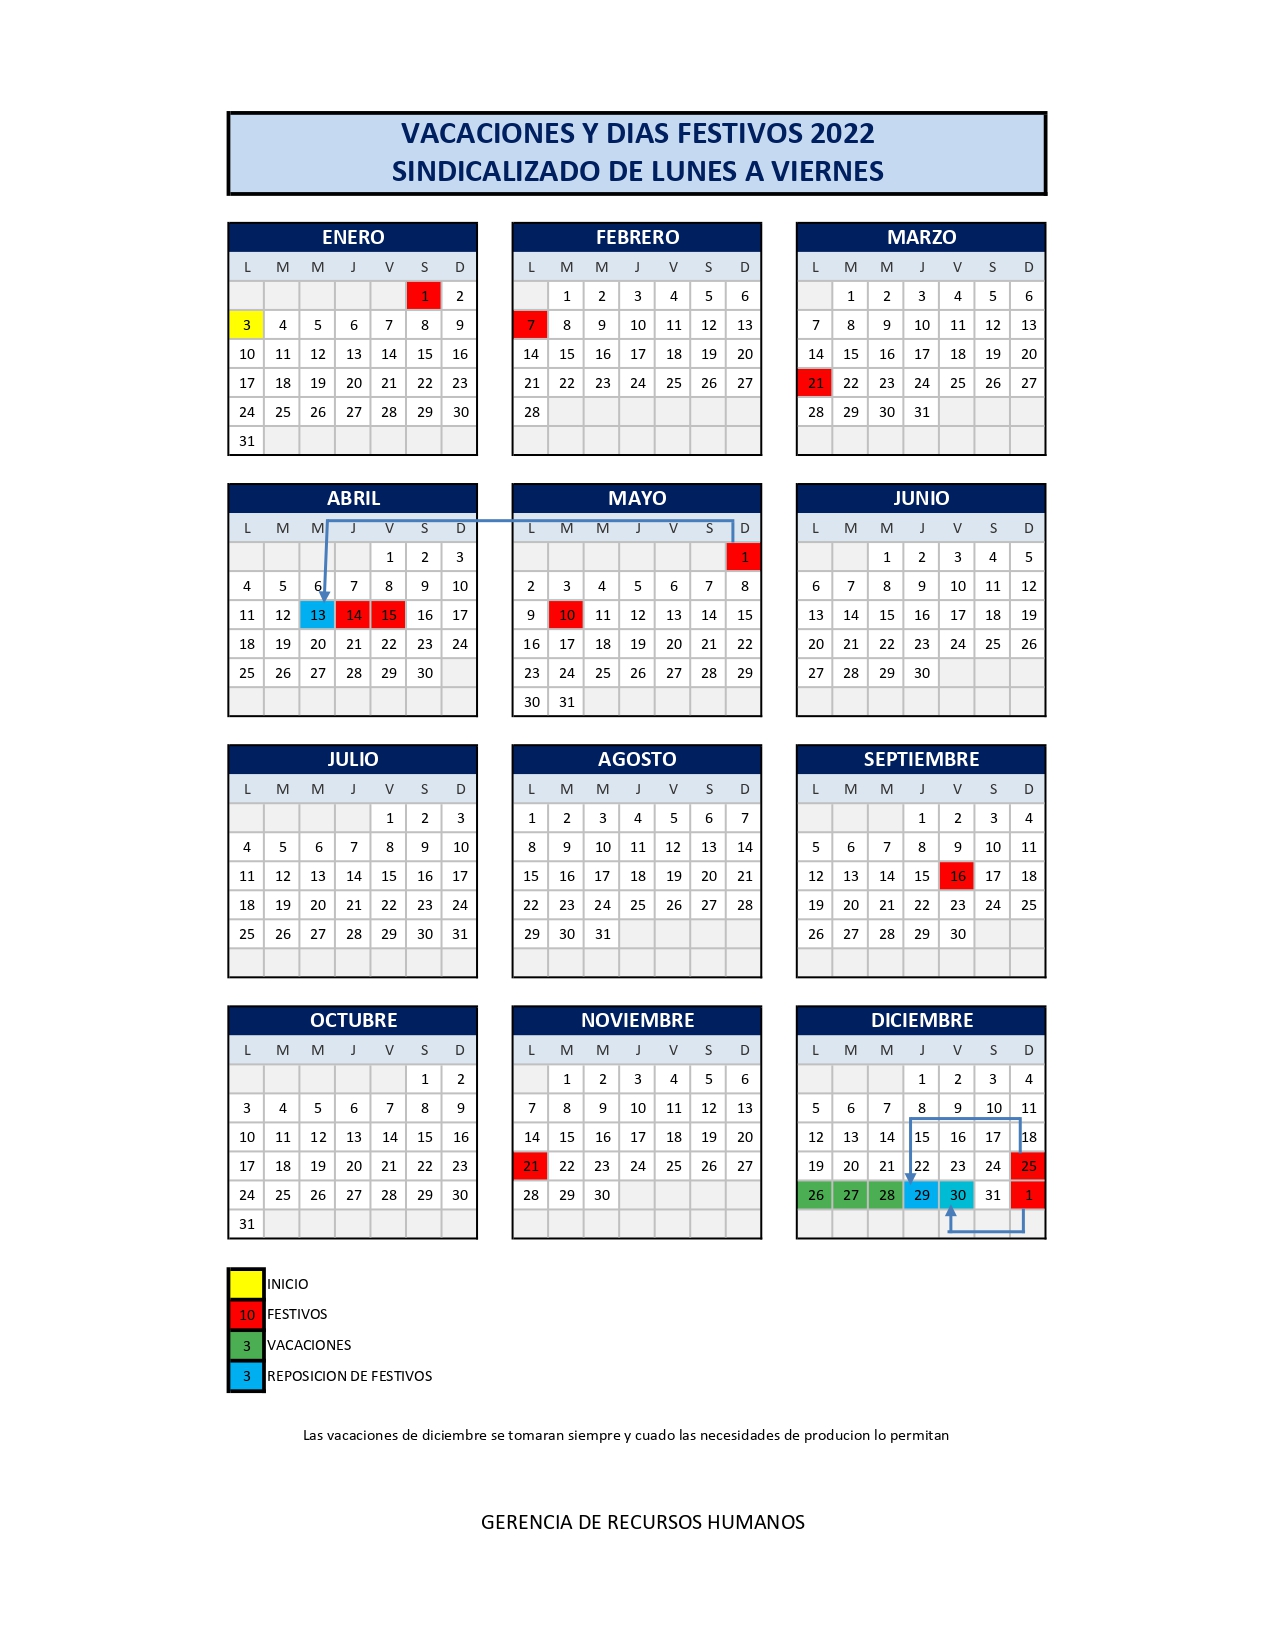 VACACIONES Y DIAS FESTIVOS 2022
SINDICALIZADO DE LUNES A VIERNES
ENERO
L M M J V S D
1 2
3 4 5 6 7 8 9
10 11 12 13 14 15 16
17 18 19 20 21 22 23
24 25 26 27 28 29 30
31
FEBRERO
L M M J V S D
1 2 3 4 5 6
7 8 9 10 11 12 13
14 15 16 17 18 19 20
21 22 23 24 25 26 27
28
MARZO
L M M J V S D
1 2 3 4 5 6
7 8 9 10 11 12 13
14 15 16 17 18 19 20
21 22 23 24 25 26 27
28 29 30 31
ABRIL
L M M J V S D
1 2 3
4 5 6 7 8 9 10
11 12 13 14 15 16 17
18 19 20 21 22 23 24
25 26 27 28 29 30
MAYO
L M M J V S D
1
2 3 4 5 6 7 8
9 10 11 12 13 14 15
16 17 18 19 20 21 22
23 24 25 26 27 28 29
30 31
JUNIO
L M M J V S D
1 2 3 4 5
6 7 8 9 10 11 12
13 14 15 16 17 18 19
20 21 22 23 24 25 26
27 28 29 30
JULIO
L M M J V S D
1 2 3
4 5 6 7 8 9 10
11 12 13 14 15 16 17
18 19 20 21 22 23 24
25 26 27 28 29 30 31
AGOSTO
L M M J V S D
1 2 3 4 5 6 7
8 9 10 11 12 13 14
15 16 17 18 19 20 21
22 23 24 25 26 27 28
29 30 31
SEPTIEMBRE
L M M J V S D
1 2 3 4
5 6 7 8 9 10 11
12 13 14 15 16 17 18
19 20 21 22 23 24 25
26 27 28 29 30
OCTUBRE
L M M J V S D
1 2
3 4 5 6 7 8 9
10 11 12 13 14 15 16
17 18 19 20 21 22 23
24 25 26 27 28 29 30
31
NOVIEMBRE
L M M J V S D
1 2 3 4 5 6
7 8 9 10 11 12 13
14 15 16 17 18 19 20
21 22 23 24 25 26 27
28 29 30
DICIEMBRE
L M M J V S D
1 2 3 4
5 6 7 8 9 10 11
12 13 14 15 16 17 18
19 20 21 22 23 24 25
26 27 28 29 30 31 1
INICIO
10 FESTIVOS
3 VACACIONES
3 REPOSICION DE FESTIVOS
Las vacaciones de diciembre se tomaran siempre y cuado las necesidades de producion lo permitan
GERENCIA DE RECURSOS HUMANOS